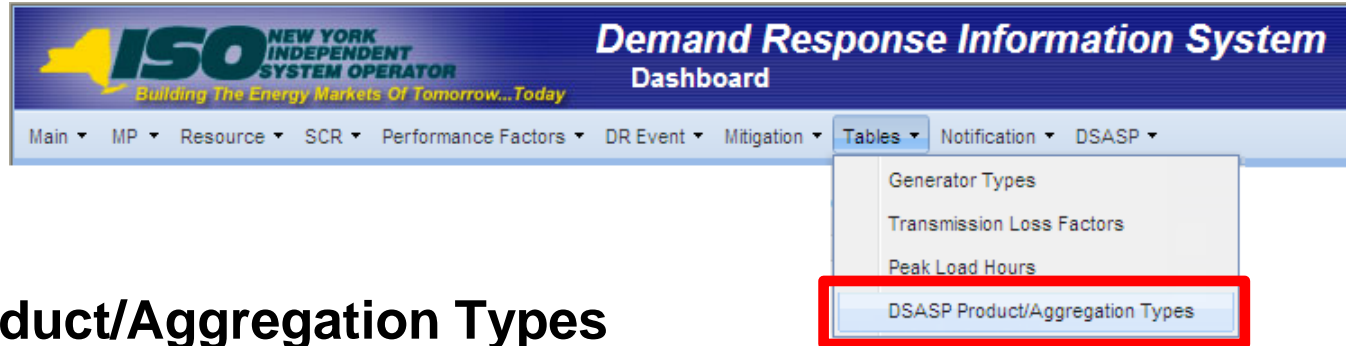 ISO NEW YORK
INDEPENDENT
SYSTEM OPERATOR
Building The Energy Markets Of Tomorrow...Today
Demand Response Information System
Dashboard
Main MP Resource SCR Performance Factors DR Event Mitigation Tables Notification DSASP
Generator Types
Transmission Loss Factors
Peak Load Hours
DSASP Product/Aggregation Types
duct/Aggregation Types